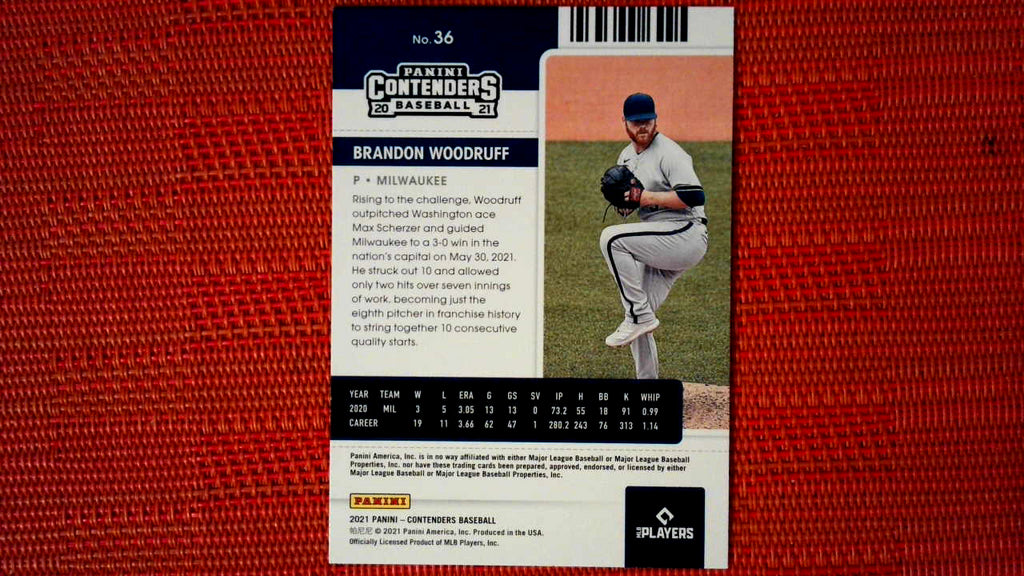 No. 36
PANINI
CONTENDERS
20 BASEBALL 21
BRANDON WOODRUFF
P • MILWAUKEE
Rising to the challenge, Woodruff
outpitched Washington ace
Max Scherzer and guided
Milwaukee to a 3-0 win in the
nation's capital on May 30, 2021.
He struck out 10 and allowed
only two hits over seven innings
of work, becoming just the
eighth pitcher in franchise history
to string together 10 consecutive
quality starts.
YEAR TEAM W L ERA G GS SV IP H BB K WHIP
2020 MIL 3 5 3.05 13 13 0 73.2 55 18 91 0.99
CAREER 19 11 3.66 62 47 1 280.2 243 76 313 1.14
Panini America, Inc. is in no way affiliated with either Major League Baseball or Major League Baseball
Properties, Inc. nor have these trading cards been prepared, approved, endorsed, or licensed by either
Major League Baseball or Major League Baseball Properties, Inc.
PANINI
2021 PANINI – CONTENDERS BASEBALL
帕尼尼 © 2021 Panini America, Inc. Produced in the USA.
Officially Licensed Product of MLB Players, Inc.
MLB PLAYERS